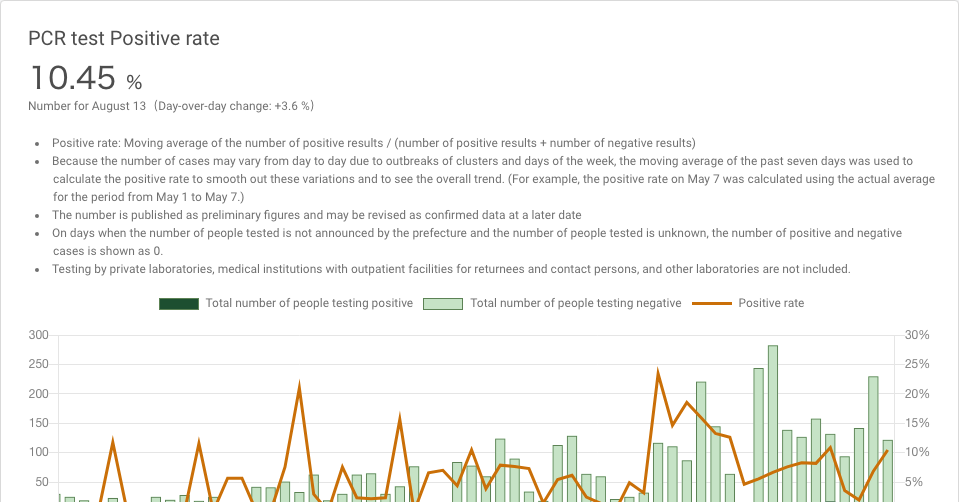 PCR test Positive rate
10.45 %
Number for August 13（Day-over-day change: +3.6 %）
• Positive rate: Moving average of the number of positive results / (number of positive results + number of negative results)
• Because the number of cases may vary from day to day due to outbreaks of clusters and days of the week, the moving average of the past seven days was used to
calculate the positive rate to smooth out these variations and to see the overall trend. (For example, the positive rate on May 7 was calculated using the actual average
for the period from May 1 to May 7.)
• The number is published as preliminary figures and may be revised as confirmed data at a later date
• On days when the number of people tested is not announced by the prefecture and the number of people tested is unknown, the number of positive and negative
cases is shown as 0.
• Testing by private laboratories, medical institutions with outpatient facilities for returnees and contact persons, and other laboratories are not included.
Total number of people testing positive Total number of people testing negative Positive rate
300 30%
250 25%
200 20%
150 15%
100 10%
50 5%